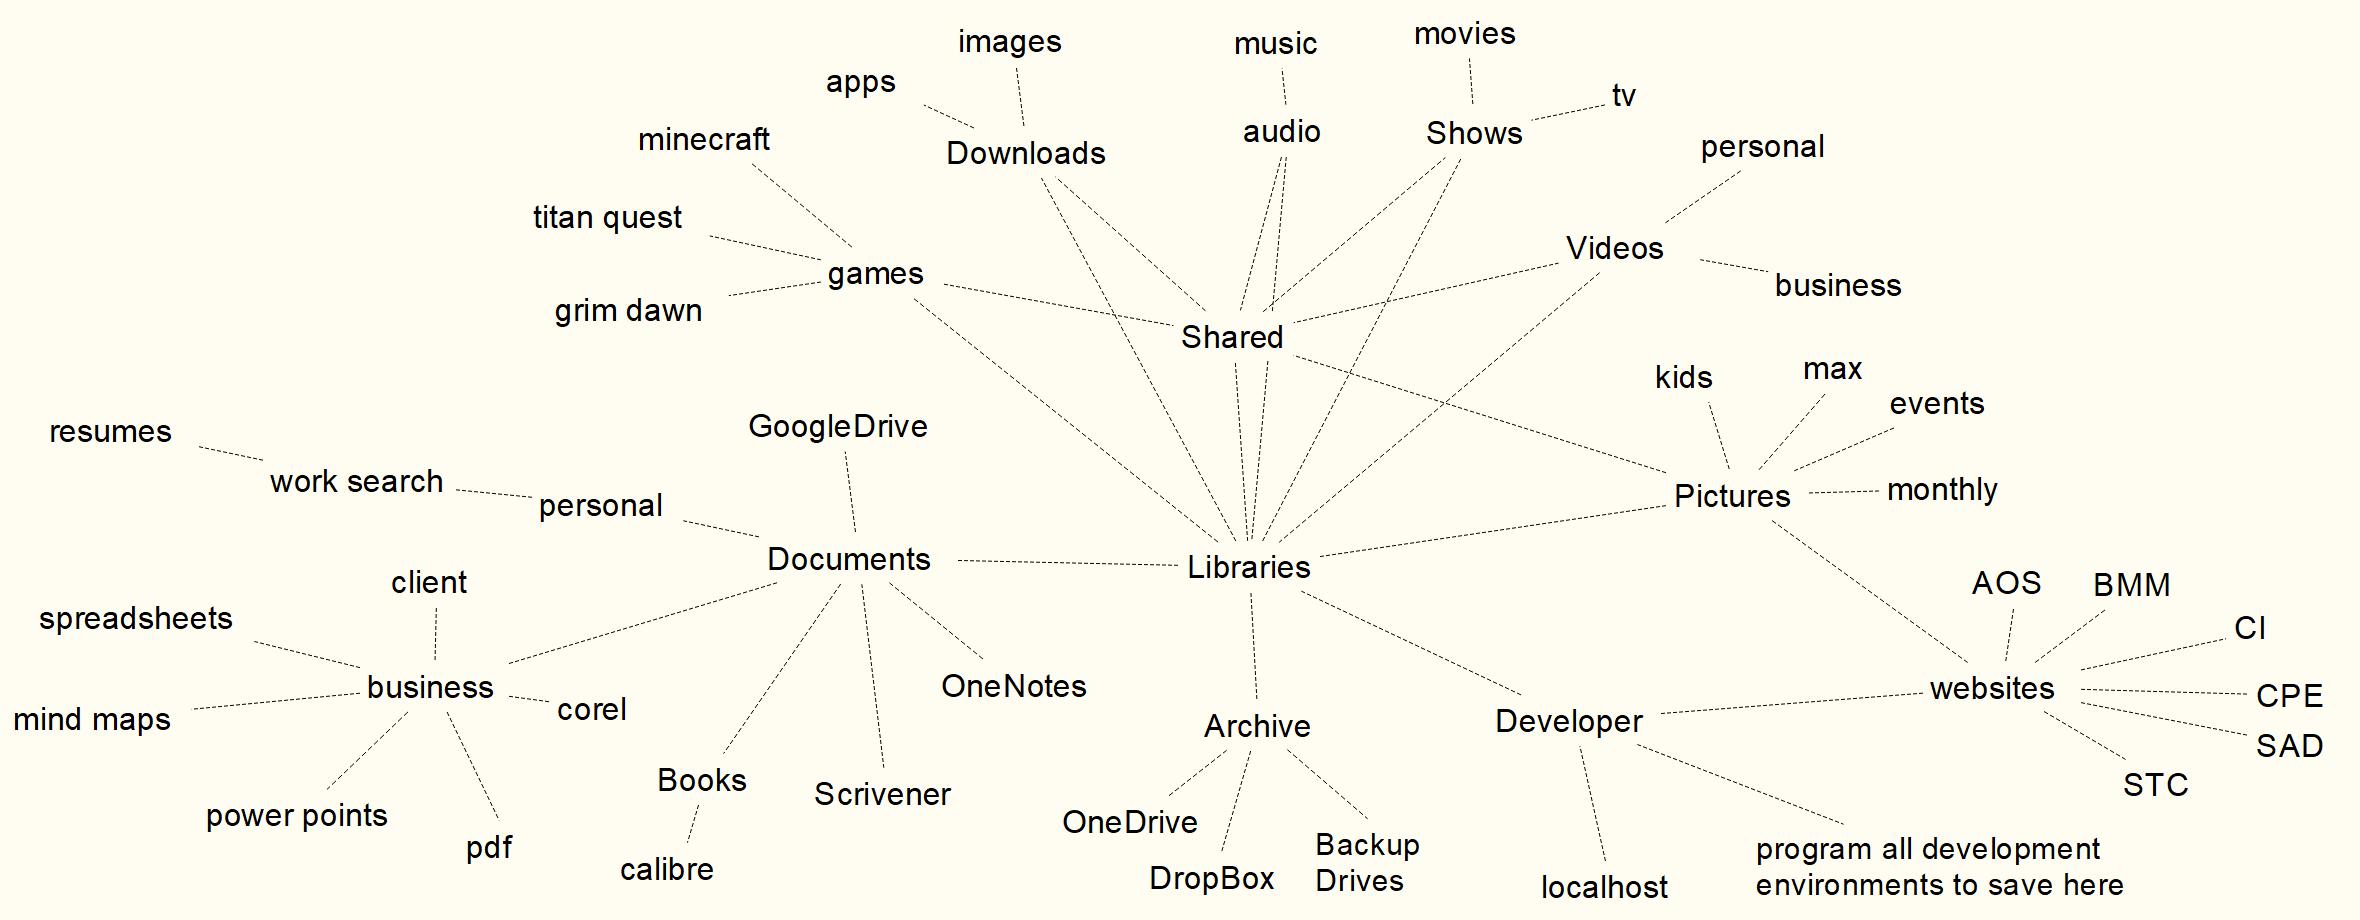 images
music
movies
apps
tv
minecraft
Downloads
audio
Shows
personal
titan quest
Videos
games
business
grim dawn
Shared
kids
max
events
resumes
GoogleDrive
work search
personal
Pictures
monthly
Documents
Libraries
client
AOS
BMM
spreadsheets
CI
business
OneNotes
websites
CPE
mind maps
corel
Archive
Developer
SAD
Books
Scrivener
STC
power points
OneDrive
pdf
Backup
Drives
program all development
environments to save here
calibre
DropBox
localhost